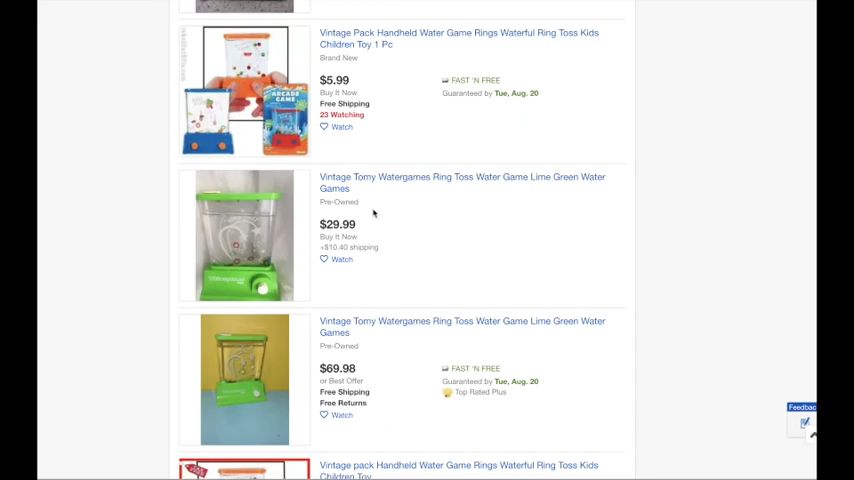 Vintage Pack Handheld Water Game Rings Waterful Ring Toss Kids
Children Toy 1 Pc
Brand New
$5.99
Buy It Now
Free Shipping
23 Watching
Watch
FAST 'N FREE
Guaranteed by Tue, Aug. 20
ARCADE
GAME
Vintage Tomy Watergames Ring Toss Water Game Lime Green Water
Games
Pre-Owned
$29.99
Buy It Now
+$10.40 shipping
Watch
Vintage Tomy Watergames Ring Toss Water Game Lime Green Water
Games
Pre-Owned
$69.98
or Best Offer
Free Shipping
Free Returns
Watch
FAST 'N FREE
Guaranteed by Tue, Aug. 20
Top Rated Plus
Feedbac
Vintage pack Handheld Water Game Rings Waterful Ring Toss Kids
Children Toy